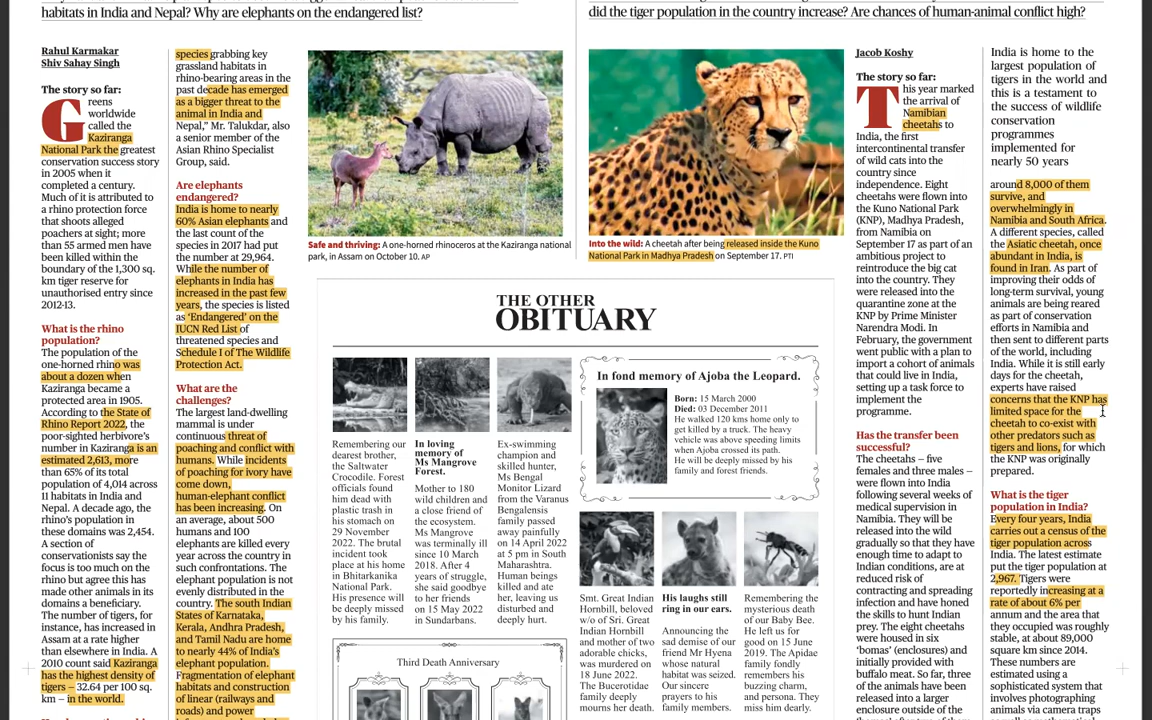 habitats in India and Nepal? Why are elephants on the endangered list?
did the tiger population in the country increase? Are chances of human-animal conflict high?
Rahul Karmakar
Shiv Sahay Singh
The story so far:
Greens
worldwide
called the
Kaziranga
National Park the greatest
conservation success story
in 2005 when it
completed a century.
Much of it is attributed to
a rhino protection force
that shoots alleged
poachers at sight; more
than 55 armed men have
been killed within the
boundary of the 1,300 sq.
km tiger reserve for
unauthorised entry since
2012-13.
What is the rhino
population?
The population of the
one-horned rhino was
about a dozen when
Kaziranga became a
protected area in 1905.
According to the State of
Rhino Report 2022, the
poor-sighted herbivore's
number in Kaziranga is an
estimated 2,613, more
than 65% of its total
population of 4,014 across
11 habitats in India and
Nepal. A decade ago, the
rhino's population in
these domains was 2,454.
A section of
conservationists say the
focus is too much on the
rhino but agree this has
made other animals in its
domains a beneficiary.
The number of tigers, for
instance, has increased in
Assam at a rate higher
than elsewhere in India. A
2010 count said Kaziranga
has the highest density of
tigers – 32.64 per 100 sq.
km – in the world.
species grabbing key
grassland habitats in
rhino-bearing areas in the
past decade has emerged
as a bigger threat to the
animal in India and
Nepal,” Mr. Talukdar, also
a senior member of the
Asian Rhino Specialist
Group, said.
Are elephants
endangered?
India is home to nearly
60% Asian elephants and
the last count of the
species in 2017 had put
the number at 29,964.
While the number of
elephants in India has
increased in the past few
years, the species is listed
as ‘Endangered’ on the
IUCN Red List of
threatened species and
Schedule I of The Wildlife
Protection Act.
What are the
challenges?
The largest land-dwelling
mammal is under
continuous threat of
poaching and conflict with
humans. While incidents
of poaching for ivory have
come down,
human-elephant conflict
has been increasing. On
an average, about 500
humans and 100
elephants are killed every
year across the country in
such confrontations. The
elephant population is not
evenly distributed in the
country. The south Indian
States of Karnataka,
Kerala, Andhra Pradesh,
and Tamil Nadu are home
to nearly 44% of India's
elephant population.
Fragmentation of elephant
habitats and construction
of linear (railways and
roads) and power
Safe and thriving: A one-horned rhinoceros at the Kaziranga national
park, in Assam on October 10. AP
Into the wild: A cheetah after being released inside the Kuno
National Park in Madhya Pradesh on September 17. PTI
THE OTHER
OBITUARY
Remembering our
dearest brother,
the Saltwater
Crocodile. Forest
officials found
him dead with
plastic trash in
his stomach on
29 November
2022. The brutal
incident took
place at his home
in Bhitarkanika
National Park.
His presence will
be deeply missed
by his family.
In loving
memory of
Ms Mangrove
Forest.
Mother to 180
wild children and
a close friend of
the ecosystem.
Ms Mangrove
was terminally ill
since 10 March
2018. After 4
years of struggle,
she said goodbye
to her friends
on 15 May 2022
in Sundarbans.
Ex-swimming
champion and
skilled hunter,
Ms Bengal
Monitor Lizard
from the Varanus
Bengalensis
family passed
away painfully
on 14 April 2022
at 5 pm in South
Maharashtra.
Human beings
killed and ate
her, leaving us
disturbed and
deeply hurt.
In fond memory of Ajoba the Leopard.
Born: 15 March 2000
Died: 03 December 2011
He walked 120 kms home only to
get killed by a truck. The heavy
vehicle was above speeding limits
when Ajoba crossed its path.
He will be deeply missed by his
family and forest friends.
Smt. Great Indian
Hornbill, beloved
w/o of Sri. Great
Indian Hornbill
and mother of two
adorable chicks,
was murdered on
18 June 2022.
The Bucerotidae
family deeply
mourns her death.
His laughs still
ring in our ears.
Announcing the
sad demise of our
friend Mr Hyena
whose natural
habitat was seized.
Our sincere
prayers to his
family members.
Remembering the
mysterious death
of our Baby Bee.
He left us for
good on 15 June
2019. The Apidae
family fondly
remembers his
buzzing charm,
and persona. They
miss him dearly.
Third Death Anniversary
Jacob Koshy
The story so far:
This year marked
the arrival of
Namibian
cheetahs to
India, the first
intercontinental transfer
of wild cats into the
country since
independence. Eight
cheetahs were flown into
the Kuno National Park
(KNP), Madhya Pradesh,
from Namibia on
September 17 as part of an
ambitious project to
reintroduce the big cat
into the country. They
were released into the
quarantine zone at the
KNP by Prime Minister
Narendra Modi. In
February, the government
went public with a plan to
import a cohort of animals
that could live in India,
setting up a task force to
implement the
programme.
Has the transfer been
successful?
The cheetahs – five
females and three males –
were flown into India
following several weeks of
medical supervision in
Namibia. They will be
released into the wild
gradually so that they have
enough time to adapt to
Indian conditions, are at
reduced risk of
contracting and spreading
infection and have honed
the skills to hunt Indian
prey. The eight cheetahs
were housed in six
‘bomas’ (enclosures) and
initially provided with
buffalo meat. So far, three
of the animals have been
released into a larger
enclosure outside of the
India is home to the
largest population of
tigers in the world and
this is a testament to
the success of wildlife
conservation
programmes
implemented for
nearly 50 years
around 8,000 of them
survive, and
overwhelmingly in
Namibia and South Africa.
A different species, called
the Asiatic cheetah, once
abundant in India, is
found in Iran. As part of
improving their odds of
long-term survival, young
animals are being reared
as part of conservation
efforts in Namibia and
then sent to different parts
of the world, including
India. While it is still early
days for the cheetah,
experts have raised
concerns that the KNP has
limited space for the
cheetah to co-exist with
other predators such as
tigers and lions, for which
the KNP was originally
prepared.
What is the tiger
population in India?
Every four years, India
carries out a census of the
tiger population across
India. The latest estimate
put the tiger population at
2,967. Tigers were
reportedly increasing at a
rate of about 6% per
annum and the area that
they occupied was roughly
stable, at about 89,000
square km since 2014.
These numbers are
estimated using a
sophisticated system that
involves photographing
animals via camera traps